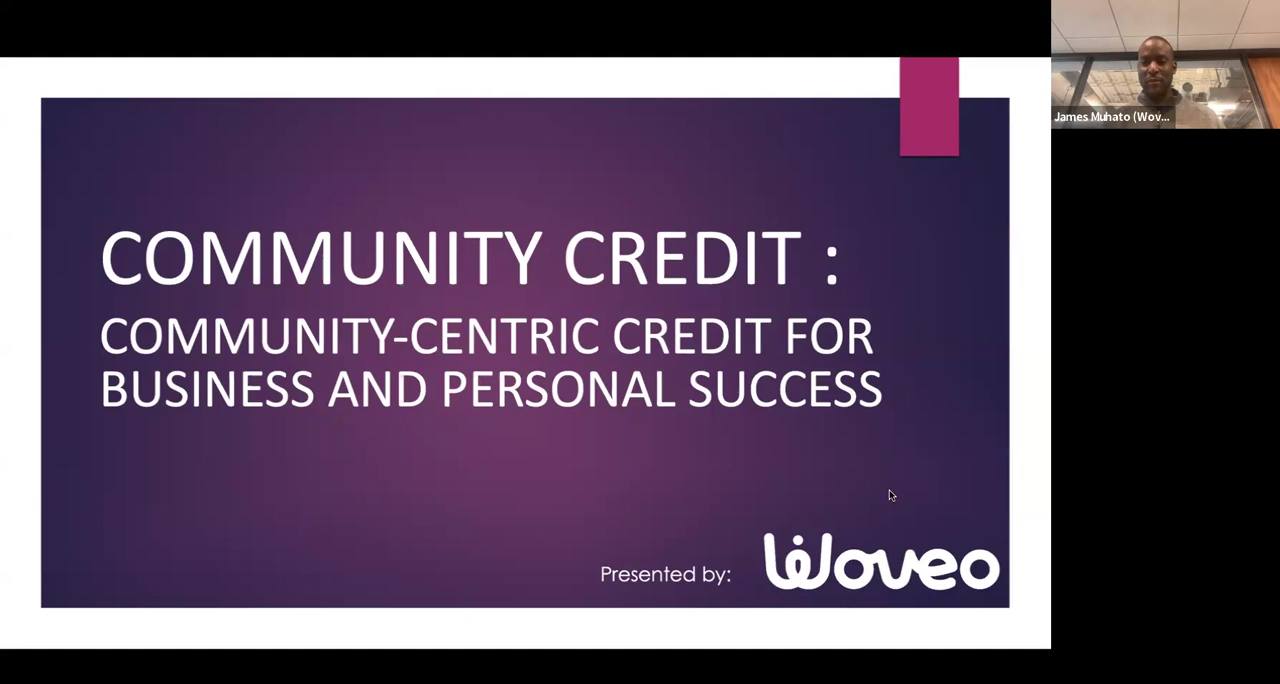 COMMUNITY CREDIT :
COMMUNITY-CENTRIC CREDIT FOR
BUSINESS AND PERSONAL SUCCESS
Presented by:
Woveo
James Muhato (Wov...